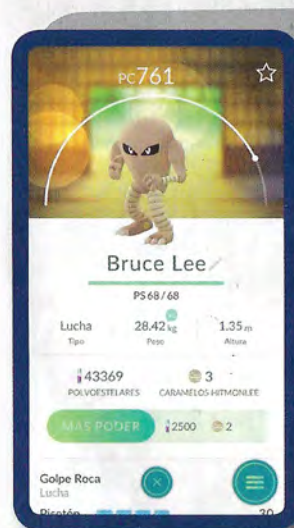 PC761
Bruce Lee
PS 68 / 68
Lucha 28.42 kg 1.35 m
Tipo Peso Altura
43369 3
POLVOESTELARES CARAMELOS HITMONLEE
MÁS PODER 2500 2
Golpe Roca
Lucha
Pisotón 30